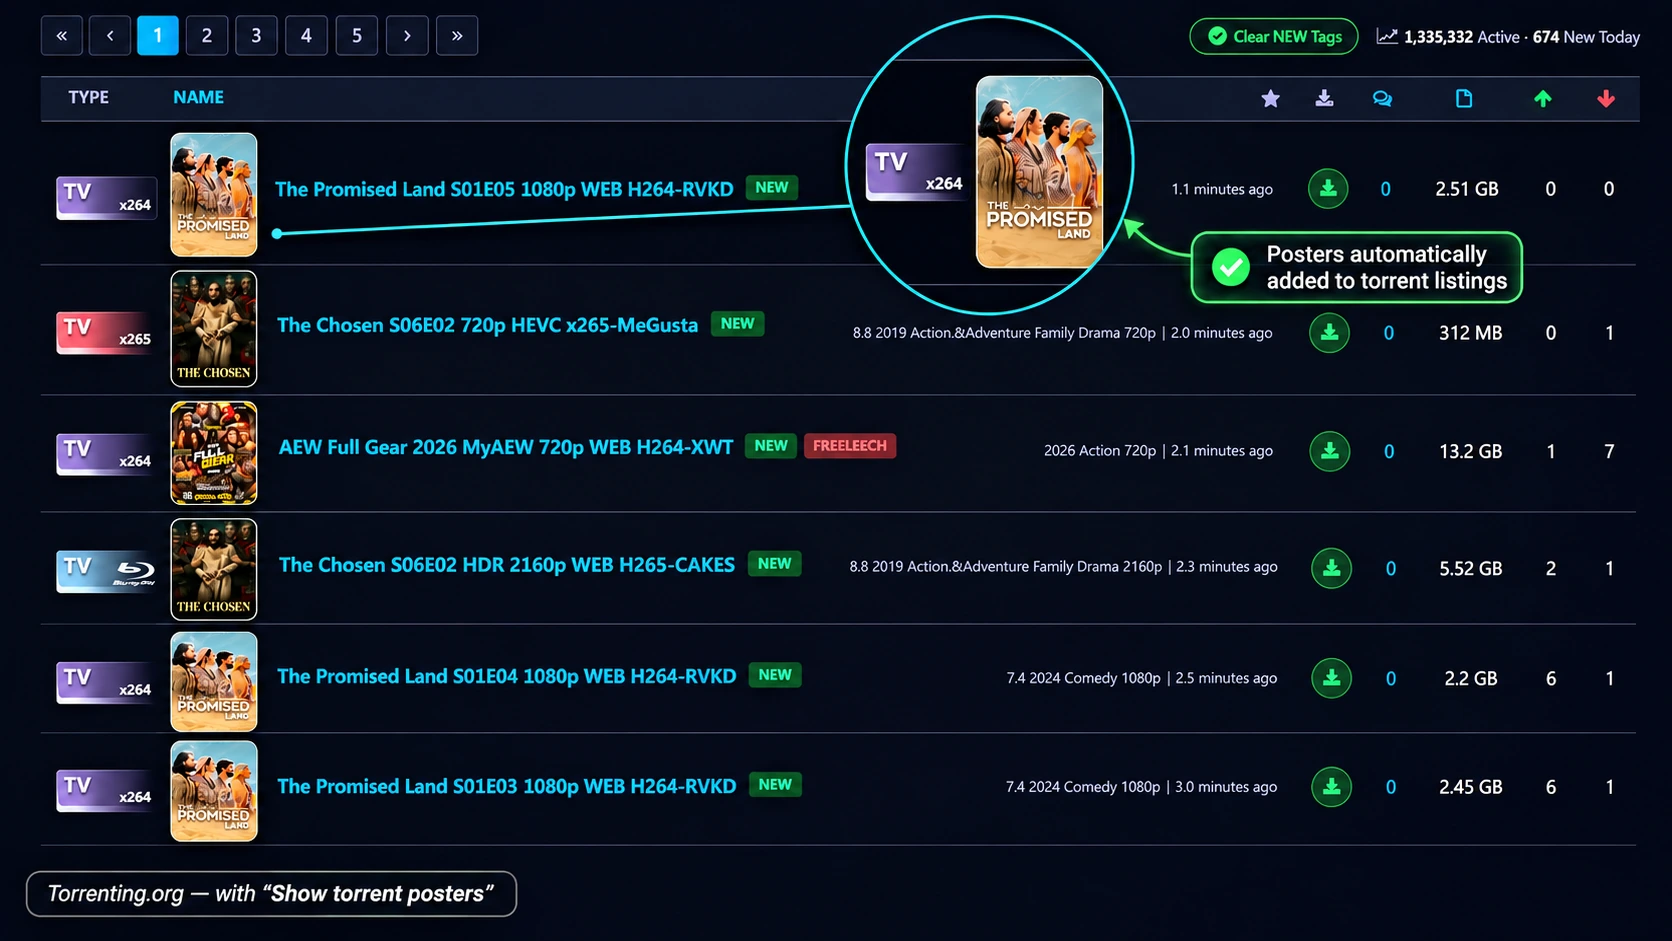 « ‹ 1 2 3 4 5 › »
Clear NEW Tags
1,335,332 Active · 674 New Today
TYPE NAME
TV x264
THE PROMISED LAND
The Promised Land S01E05 1080p WEB H264-RVKD NEW
TV x264
THE PROMISED LAND
1.1 minutes ago 0 2.51 GB 0 0
Posters automatically
added to torrent listings
TV x265
THE CHOSEN
The Chosen S06E02 720p HEVC x265-MeGusta NEW
8.8 2019 Action.&Adventure Family Drama 720p | 2.0 minutes ago 0 312 MB 0 1
TV x264
FULL GEAR
AEW Full Gear 2026 MyAEW 720p WEB H264-XWT NEW FREELEECH
2026 Action 720p | 2.1 minutes ago 0 13.2 GB 1 7
TV Blu-ray
THE CHOSEN
The Chosen S06E02 HDR 2160p WEB H265-CAKES NEW
8.8 2019 Action.&Adventure Family Drama 2160p | 2.3 minutes ago 0 5.52 GB 2 1
TV x264
THE PROMISED LAND
The Promised Land S01E04 1080p WEB H264-RVKD NEW
7.4 2024 Comedy 1080p | 2.5 minutes ago 0 2.2 GB 6 1
TV x264
THE PROMISED LAND
The Promised Land S01E03 1080p WEB H264-RVKD NEW
7.4 2024 Comedy 1080p | 3.0 minutes ago 0 2.45 GB 6 1
Torrenting.org — with “Show torrent posters”